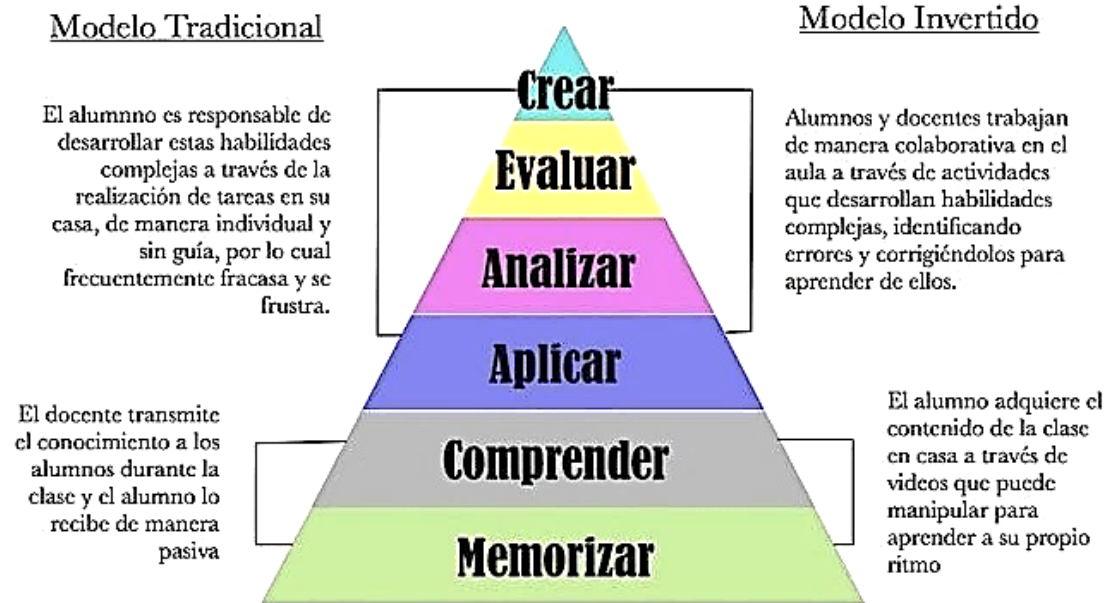 Modelo Tradicional
El alumnno es responsable de
desarrollar estas habilidades
complejas a través de la
realización de tareas en su
casa, de manera individual y
sin guía, por lo cual
frecuentemente fracasa y se
frustra.
El docente transmite
el conocimiento a los
alumnos durante la
clase y el alumno lo
recibe de manera
pasiva
Crear
Evaluar
Analizar
Aplicar
Comprender
Memorizar
Modelo Invertido
Alumnos y docentes trabajan
de manera colaborativa en el
aula a través de actividades
que desarrollan habilidades
complejas, identificando
errores y corrigiéndolos para
aprender de ellos.
El alumno adquiere el
contenido de la clase
en casa a través de
videos que puede
manipular para
aprender a su propio
ritmo